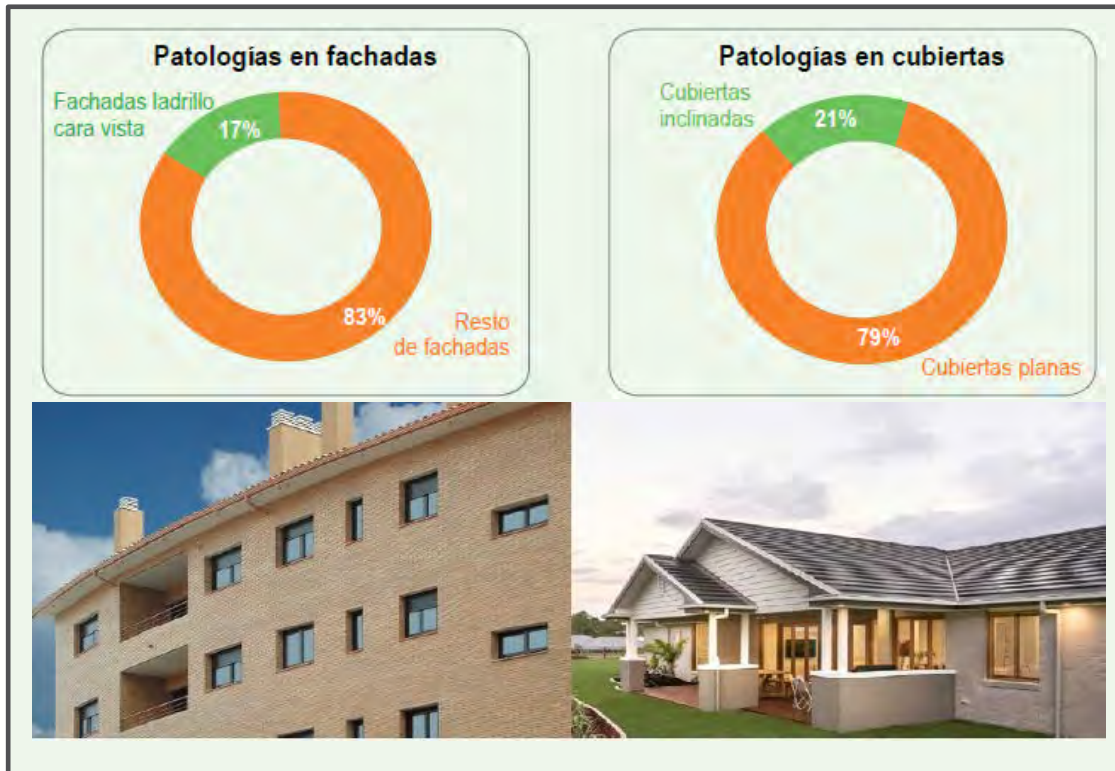 Patologías en fachadas
Fachadas ladrillo
cara vista
17%
83%
Resto
de fachadas
Patologías en cubiertas
Cubiertas
inclinadas
21%
79%
Cubiertas planas